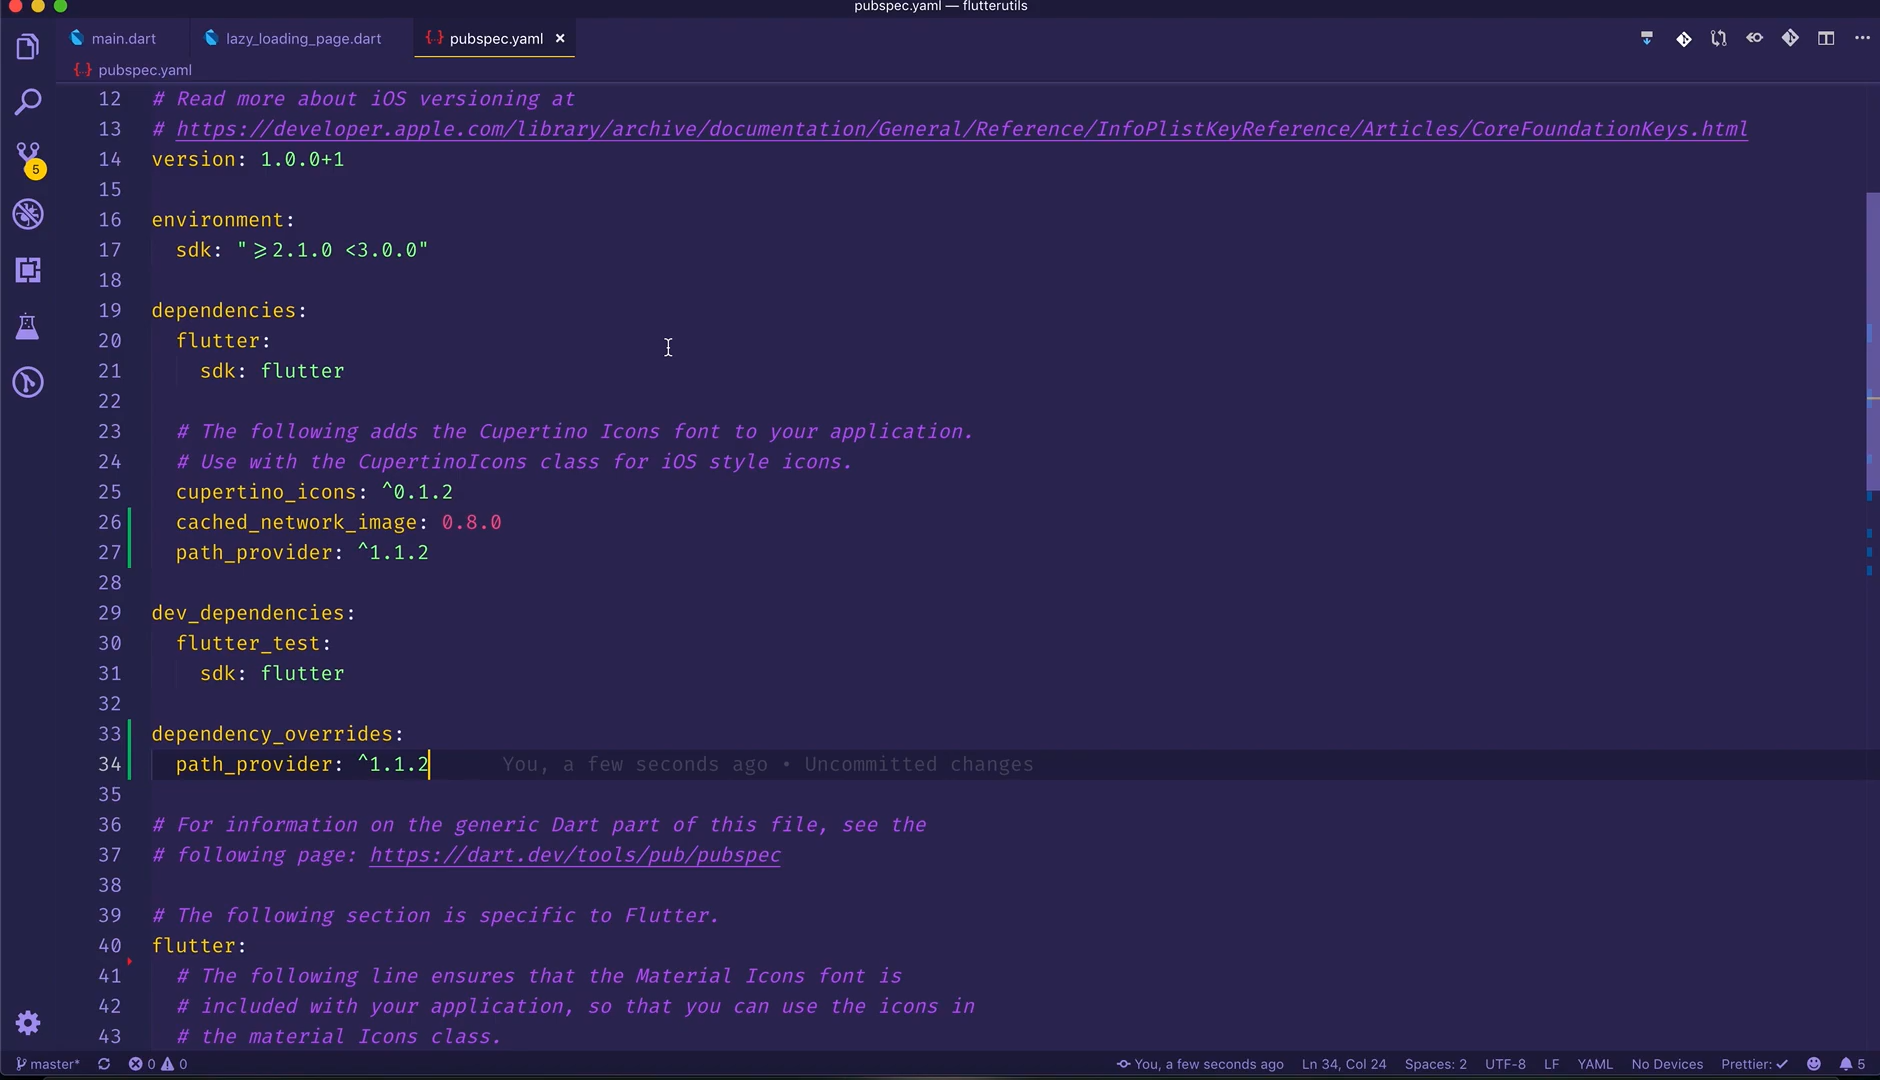 pubspec.yaml — flutterutils
main.dart
lazy_loading_page.dart
{} pubspec.yaml ×
{} pubspec.yaml
12 # Read more about iOS versioning at
13 # https://developer.apple.com/library/archive/documentation/General/Reference/InfoPlistKeyReference/Articles/CoreFoundationKeys.html
14 version: 1.0.0+1
15
16 environment:
17 sdk: ">=2.1.0 <3.0.0"
18
19 dependencies:
20 flutter:
21 sdk: flutter
22
23 # The following adds the Cupertino Icons font to your application.
24 # Use with the CupertinoIcons class for iOS style icons.
25 cupertino_icons: ^0.1.2
26 cached_network_image: 0.8.0
27 path_provider: ^1.1.2
28
29 dev_dependencies:
30 flutter_test:
31 sdk: flutter
32
33 dependency_overrides:
34 path_provider: ^1.1.2 You, a few seconds ago • Uncommitted changes
35
36 # For information on the generic Dart part of this file, see the
37 # following page: https://dart.dev/tools/pub/pubspec
38
39 # The following section is specific to Flutter.
40 flutter:
41 # The following line ensures that the Material Icons font is
42 # included with your application, so that you can use the icons in
43 # the material Icons class.
5
master* 0 0 You, a few seconds ago Ln 34, Col 24 Spaces: 2 UTF-8 LF YAML No Devices Prettier: ✓ 5